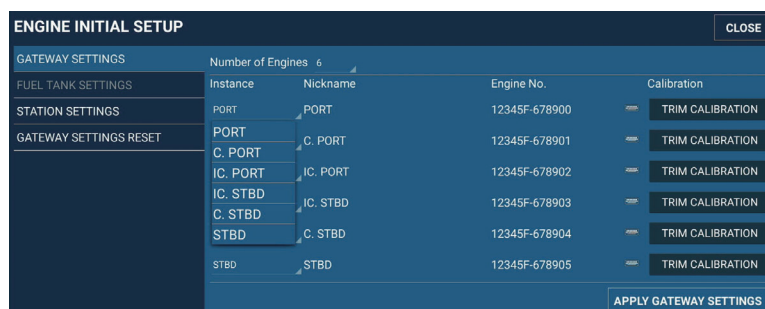 ENGINE INITIAL SETUP
CLOSE
GATEWAY SETTINGS
FUEL TANK SETTINGS
STATION SETTINGS
GATEWAY SETTINGS RESET
Number of Engines 6
Instance Nickname Engine No. Calibration
PORT PORT 12345F-678900 TRIM CALIBRATION
PORT
C. PORT
IC. PORT
IC. STBD
C. STBD
STBD
C. PORT 12345F-678901 TRIM CALIBRATION
IC. PORT 12345F-678902 TRIM CALIBRATION
IC. STBD 12345F-678903 TRIM CALIBRATION
C. STBD 12345F-678904 TRIM CALIBRATION
STBD STBD 12345F-678905 TRIM CALIBRATION
APPLY GATEWAY SETTINGS